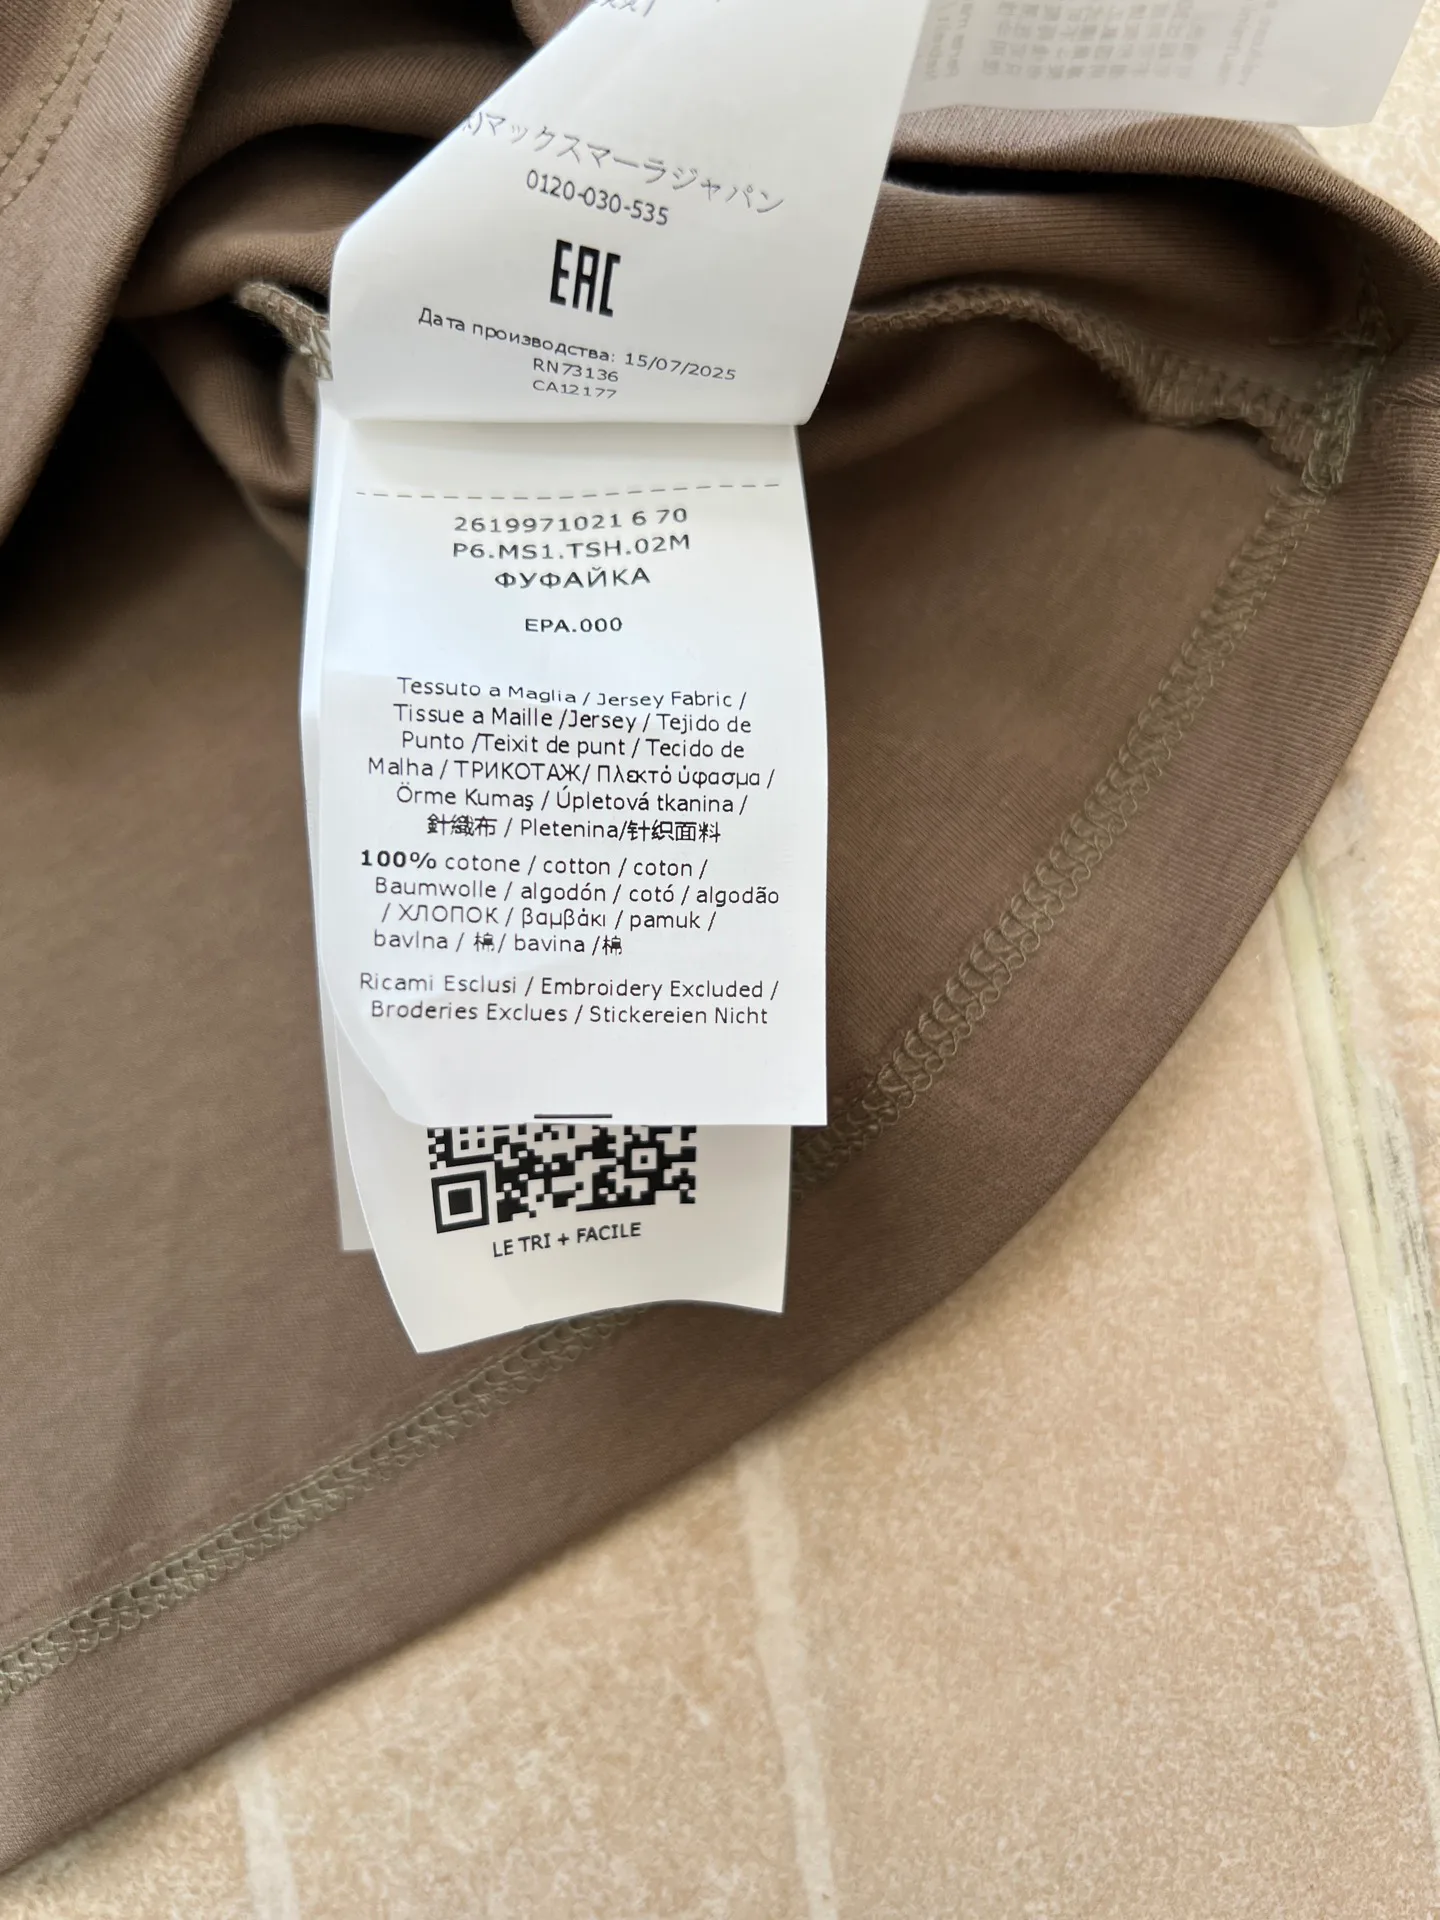 マックスマーラジャパン
0120-030-535
EAC
Дата производства: 15/07/2025
RN73136
CA12177
2619971021 6 70
P6.MS1.TSH.02M
ФУФАЙКА
EPA.000
Tessuto a Maglia / Jersey Fabric /
Tissue a Maille /Jersey / Tejido de
Punto /Teixit de punt / Tecido de
Malha / ТРИКОТАЖ/ Πλεκτό ύφασμα /
Örme Kumaş / Úpletová tkanina /
針織布 / Pletenina/针织面料
100% cotone / cotton / coton /
Baumwolle / algodón / cotó / algodão
/ ХЛОПОК / βαμβάκι / pamuk /
bavlna / 棉/ bavina /棉
Ricami Esclusi / Embroidery Excluded /
Broderies Exclues / Stickereien Nicht
LE TRI + FACILE